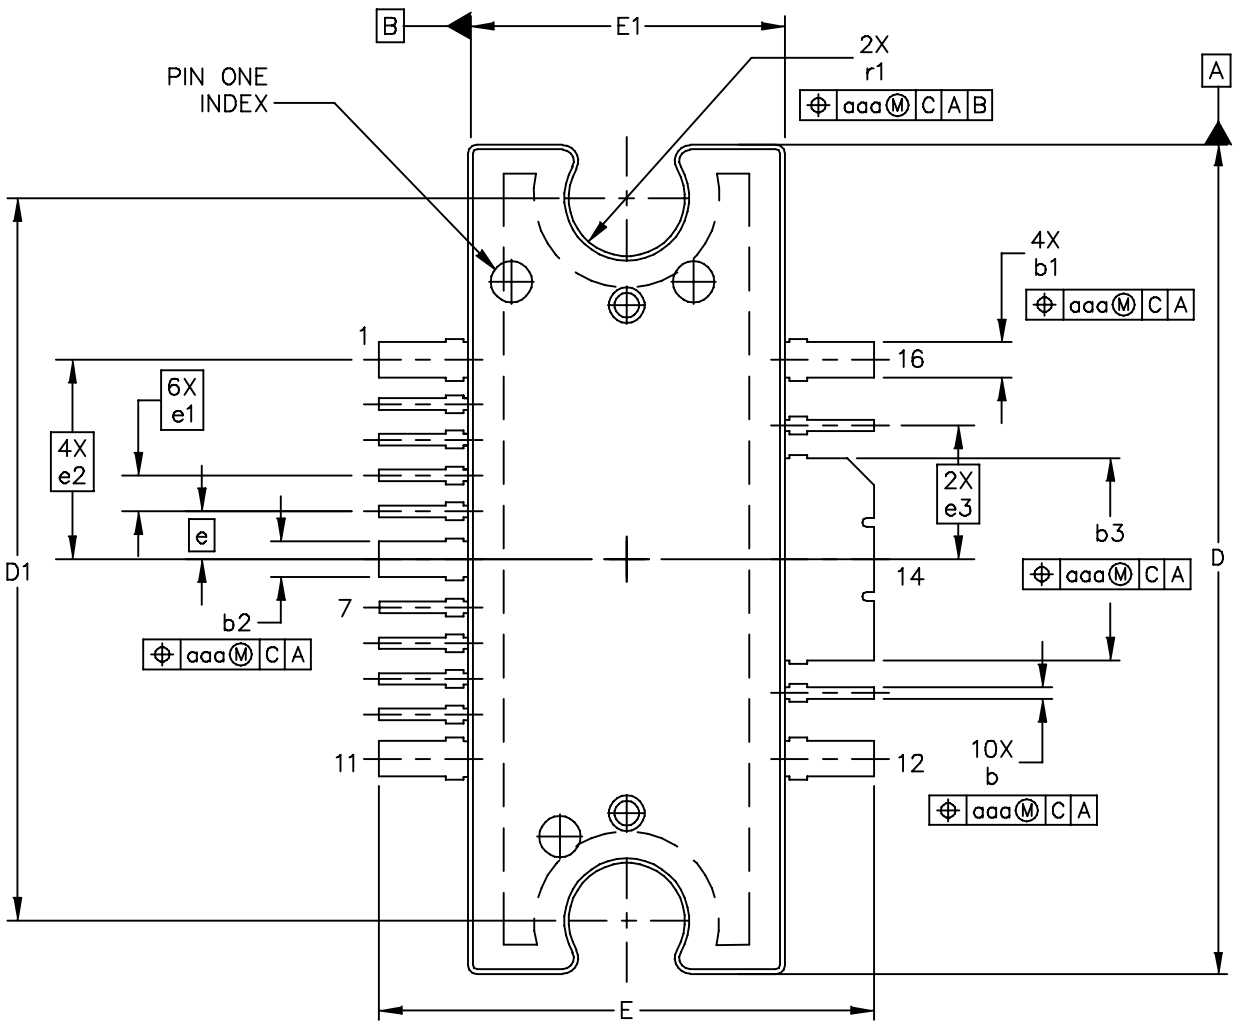 B
E1
2X
r1
⌖ aaa Ⓜ C A B
A
PIN ONE
INDEX
4X
b1
⌖ aaa Ⓜ C A
1
16
6X
e1
4X
e2
2X
e3
e
b3
⌖ aaa Ⓜ C A
D1
D
14
7
b2
⌖ aaa Ⓜ C A
11
12
10X
b
⌖ aaa Ⓜ C A
E